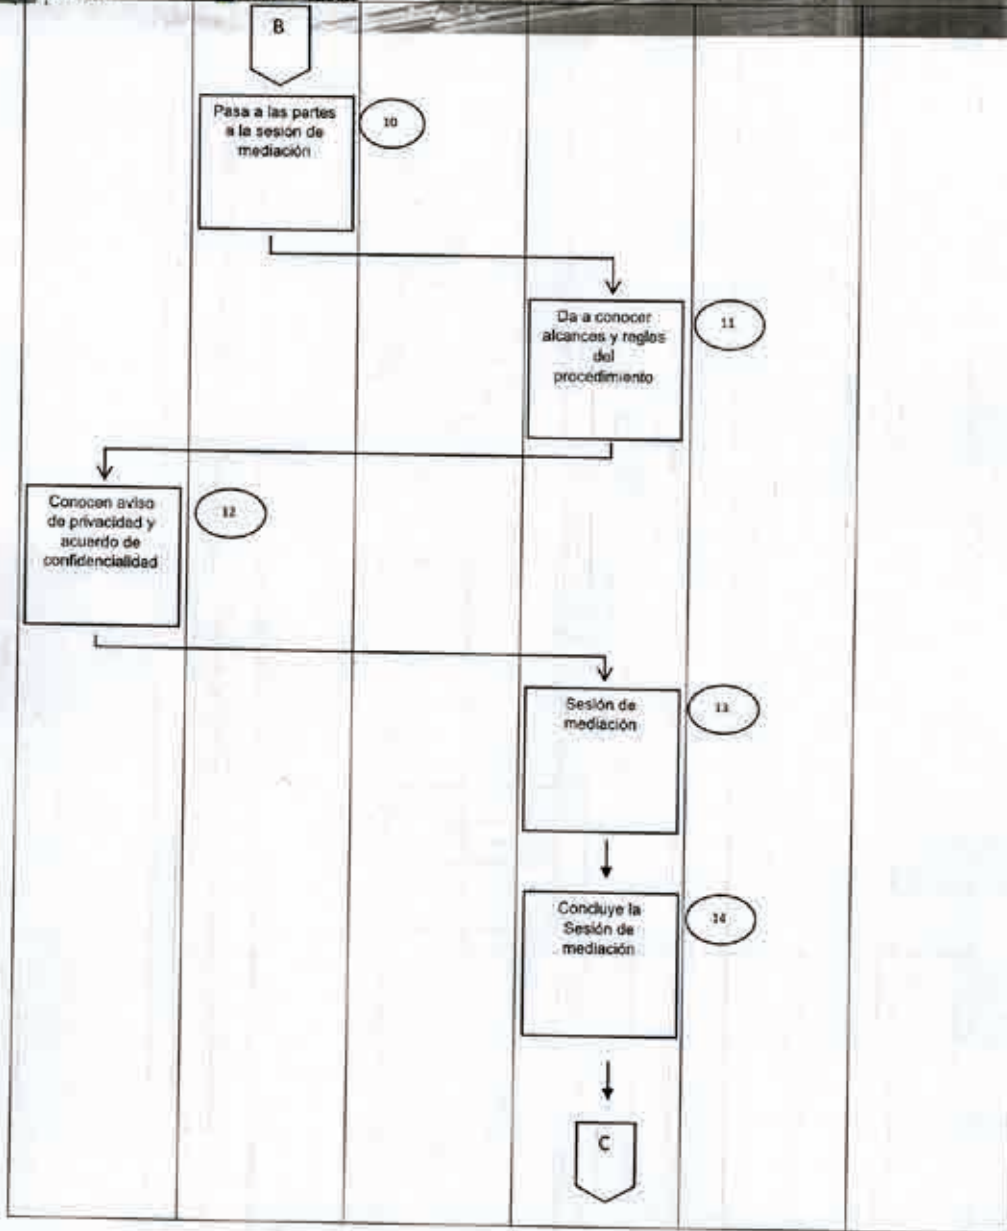 B
Pasa a las partes
a la sesión de
mediación
10
Da a conocer
alcances y reglas
del
procedimiento
11
Conocen aviso
de privacidad y
acuerdo de
confidencialidad
12
Sesión de
mediación
13
Concluye la
Sesión de
mediación
14
C